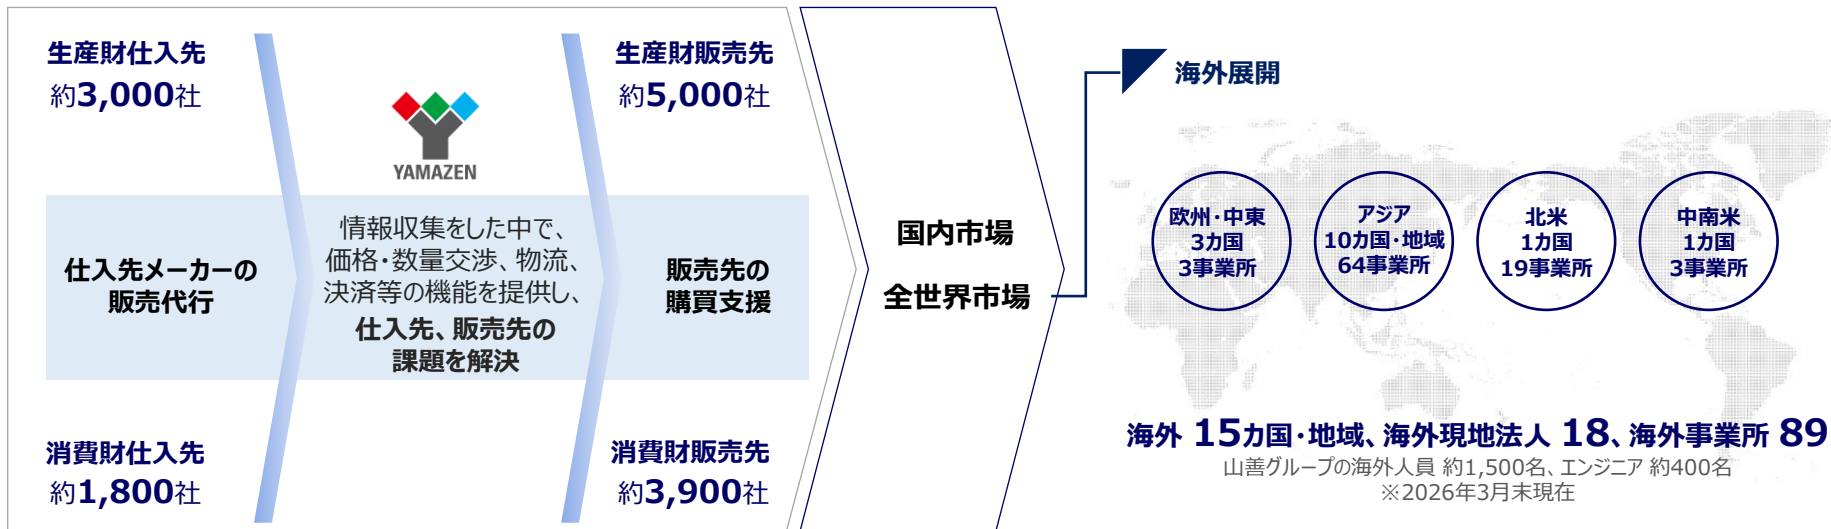 生産財仕入先
約3,000社
仕入先メーカーの
販売代行
消費財仕入先
約1,800社
YAMAZEN
情報収集をした中で、
価格・数量交渉、物流、
決済等の機能を提供し、
仕入先、販売先の
課題を解決
生産財販売先
約5,000社
販売先の
購買支援
消費財販売先
約3,900社
国内市場
全世界市場
海外展開
欧州・中東
3カ国
3事業所
アジア
10カ国・地域
64事業所
北米
1カ国
19事業所
中南米
1カ国
3事業所
海外 15カ国・地域、海外現地法人 18、海外事業所 89
山善グループの海外人員 約1,500名、エンジニア 約400名
※2026年3月末現在